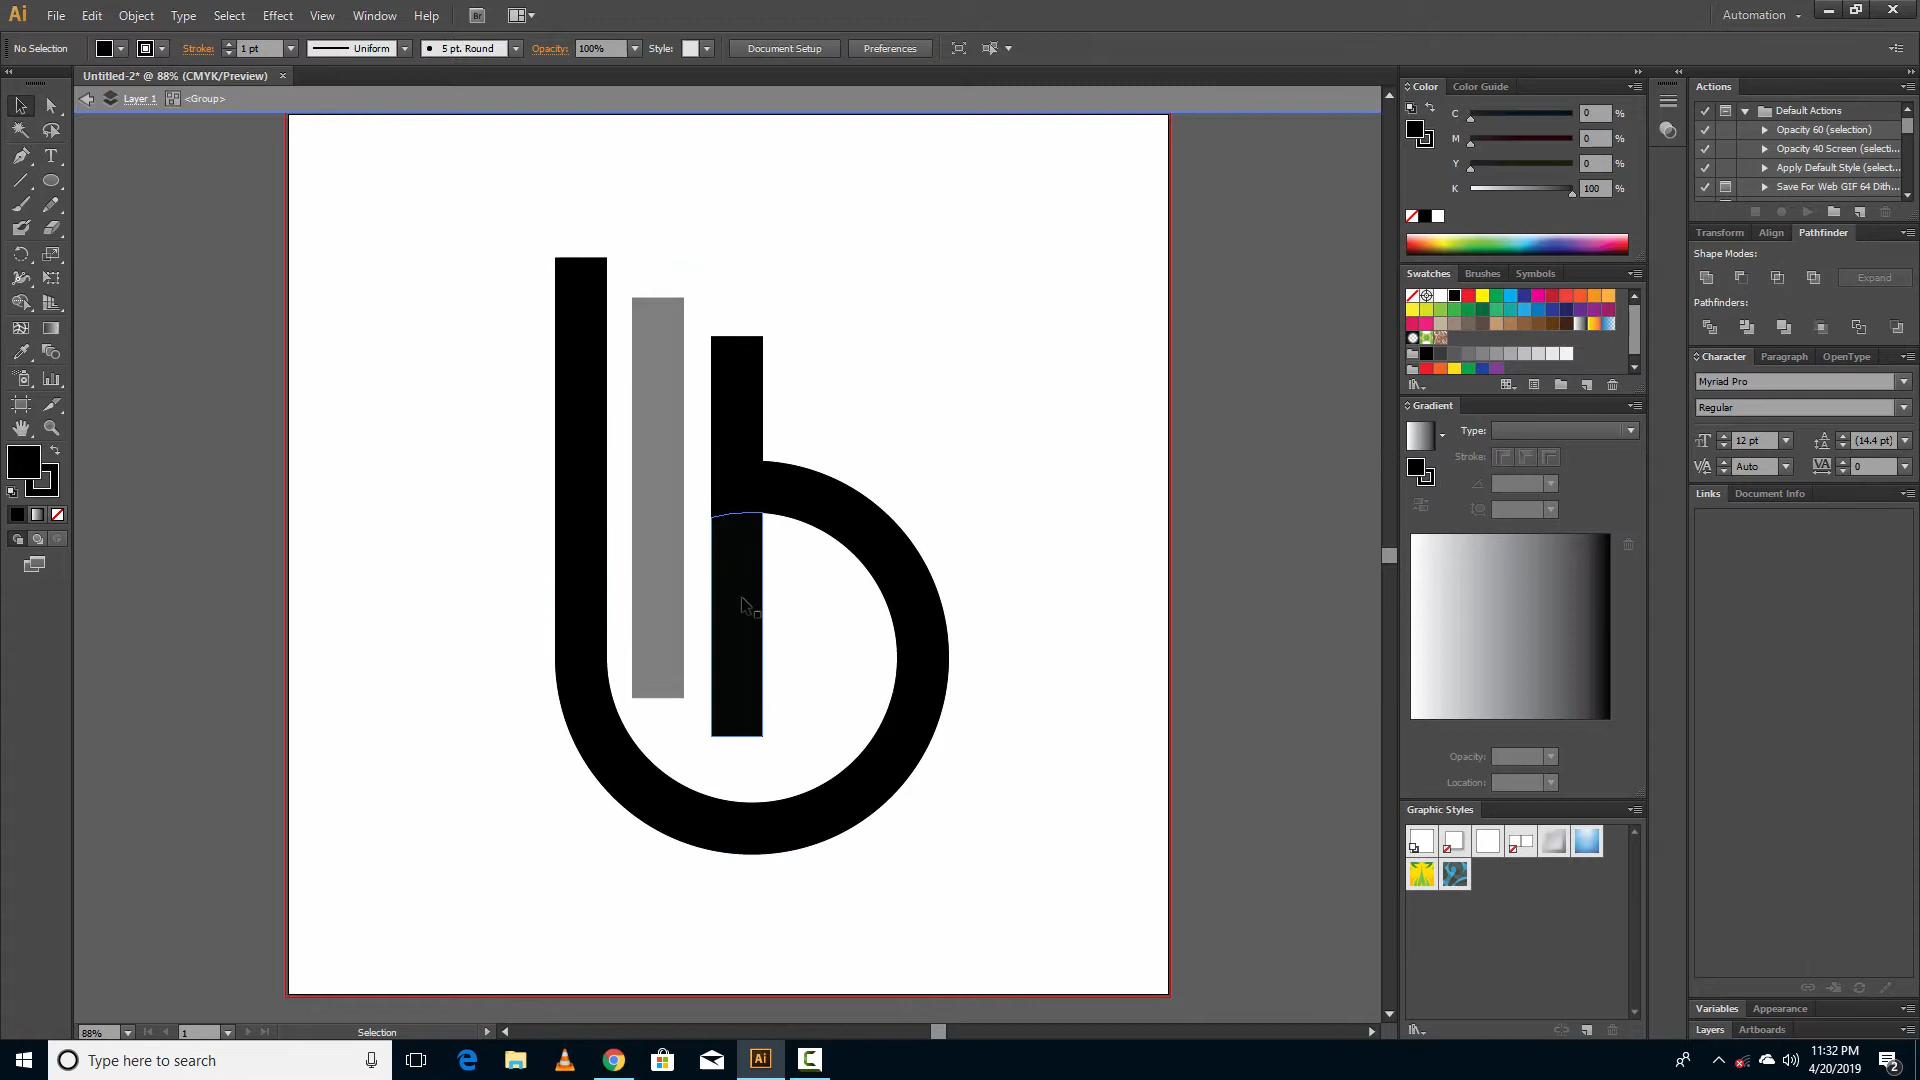 Ai File Edit Object Type Select Effect View Window Help Br Automation
No Selection Stroke: 1 pt Uniform 5 pt. Round Opacity: 100% Style: Document Setup Preferences
Untitled-2* @ 88% (CMYK/Preview)
Layer 1 <Group>
Color Color Guide
C 0 %
M 0 %
Y 0 %
K 100 %
Swatches Brushes Symbols
Gradient
Type:
Stroke:
Opacity:
Location:
Graphic Styles
Actions
Default Actions
Opacity 60 (selection)
Opacity 40 Screen (selecti...
Apply Default Style (select...
Save For Web GIF 64 Dith...
Transform Align Pathfinder
Shape Modes:
Expand
Pathfinders:
Character Paragraph OpenType
Myriad Pro
Regular
12 pt (14.4 pt)
Auto 0
Links Document Info
Variables Appearance
Layers Artboards
88% 1 Selection
Type here to search
Ai
11:32 PM
4/20/2019
2